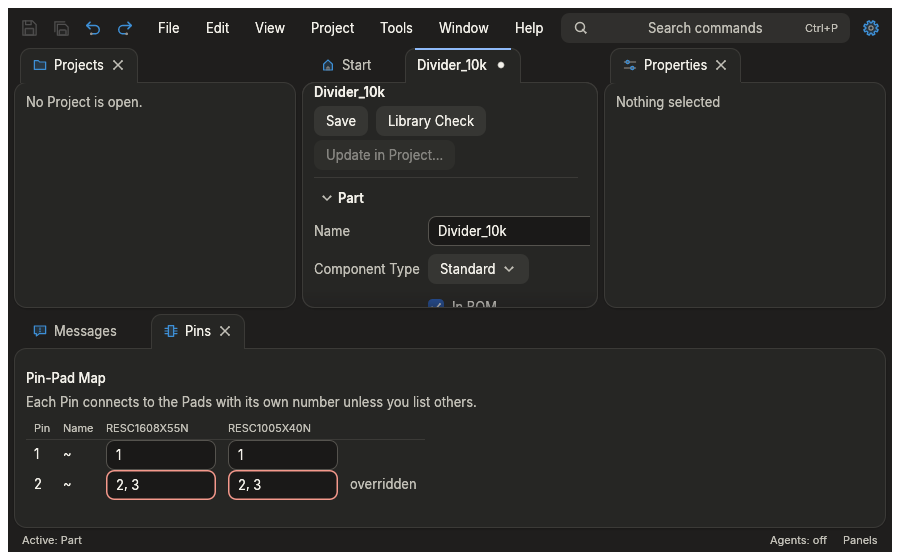 File Edit View Project Tools Window Help Search commands Ctrl+P
Projects
No Project is open.
Start Divider_10k
Divider_10k
Save Library Check
Update in Project...
Part
Name Divider_10k
Component Type Standard
In BOM
Properties
Nothing selected
Messages Pins
Pin-Pad Map
Each Pin connects to the Pads with its own number unless you list others.
Pin Name RESC1608X55N RESC1005X40N
1 ~ 1 1
2 ~ 2, 3 2, 3 overridden
Active: Part Agents: off Panels